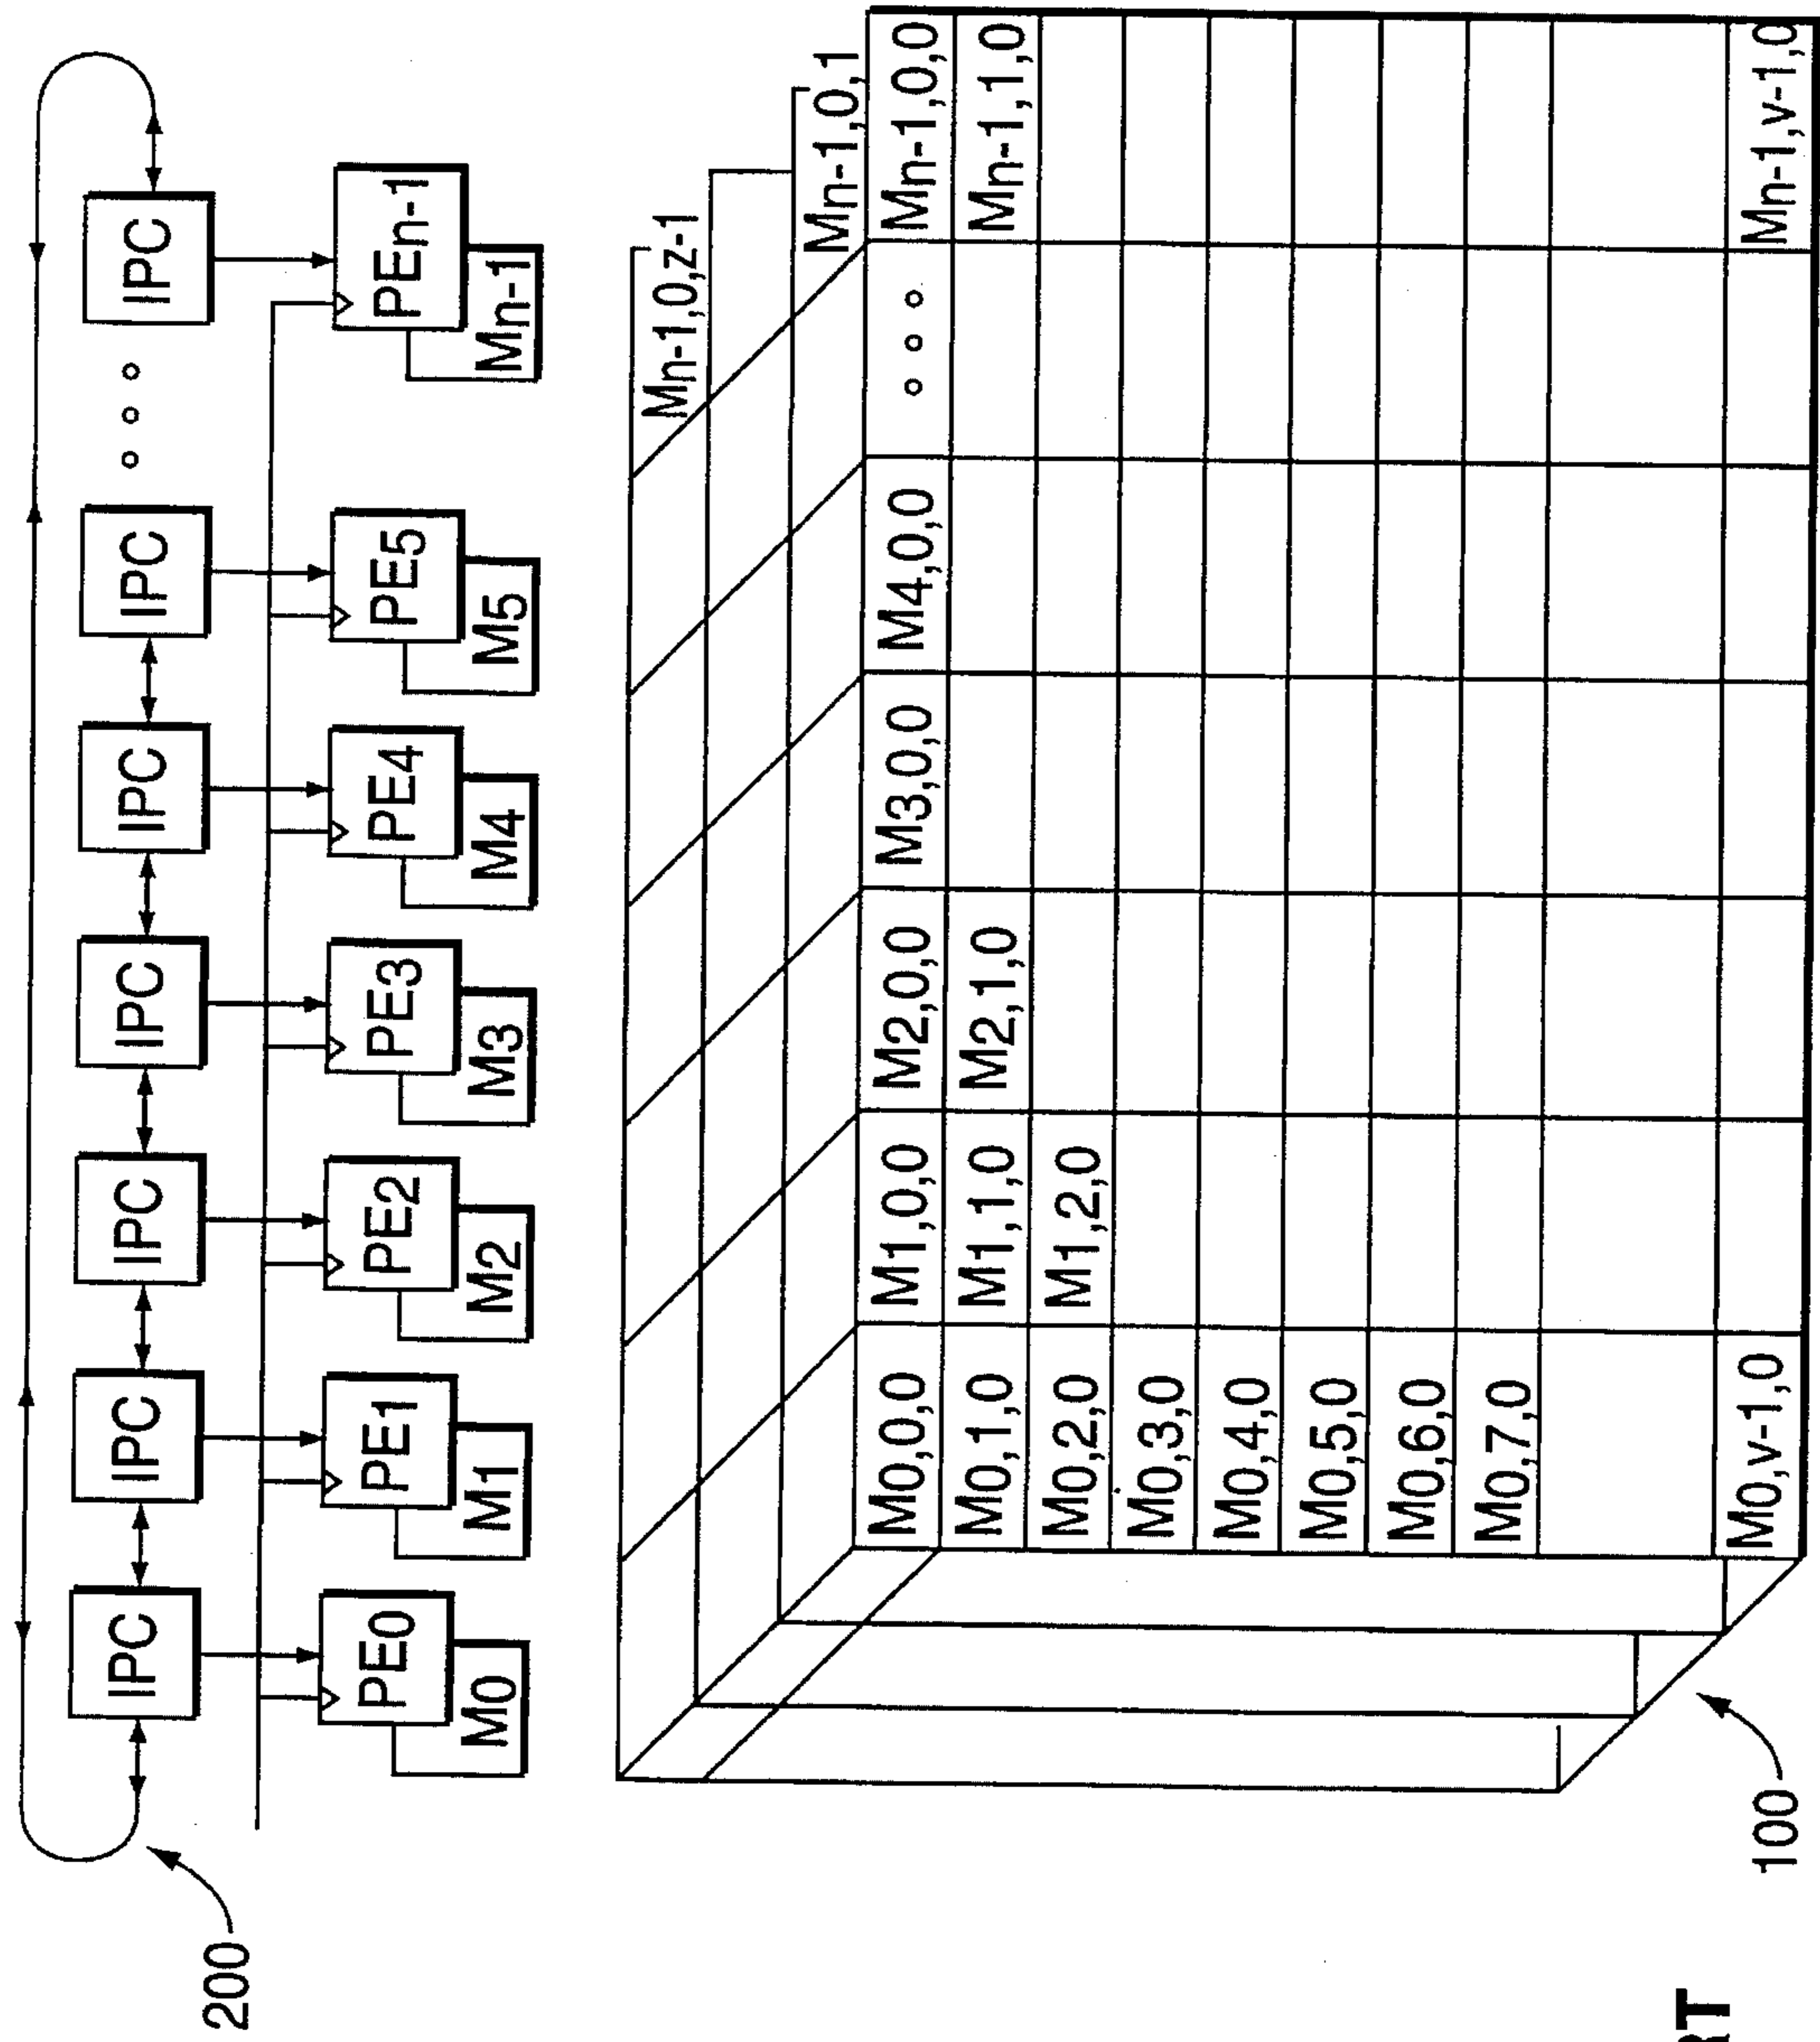 200
IPC IPC IPC IPC IPC IPC ° ° ° IPC
PE0 PE1 PE2 PE3 PE4 PE5 PEn-1
M0 M1 M2 M3 M4 M5 Mn-1
Mn-1,0,z-1
Mn-1,0,1
M0,0,0 M1,0,0 M2,0,0 M3,0,0 M4,0,0 ° ° ° Mn-1,0,0
M0,1,0 M1,1,0 M2,1,0 Mn-1,1,0
M0,2,0 M1,2,0
M0,3,0
M0,4,0
M0,5,0
M0,6,0
M0,7,0
M0,v-1,0 Mn-1,v-1,0
100